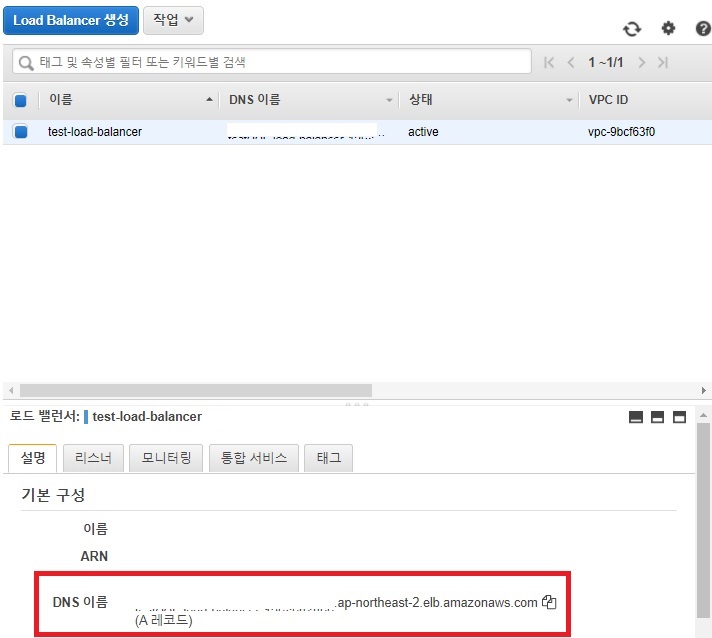 Load Balancer 생성 작업
태그 및 속성별 필터 또는 키워드별 검색 1 ~1/1
이름 DNS 이름 상태 VPC ID
test-load-balancer active vpc-9bcf63f0
로드 밸런서: test-load-balancer
설명 리스너 모니터링 통합 서비스 태그
기본 구성
이름
ARN
DNS 이름 .ap-northeast-2.elb.amazonaws.com
(A 레코드)